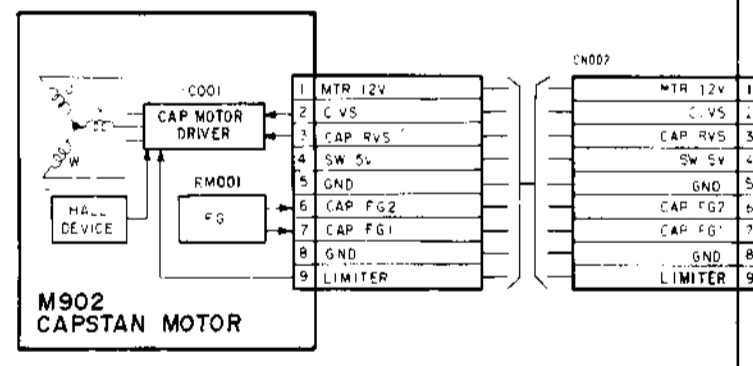 CN002
C001
CAP MOTOR
DRIVER
W
HALL
DEVICE
RM001
FG
M902
CAPSTAN MOTOR
1 MTR 12V
2 C.VS
3 CAP RVS
4 SW 5V
5 GND
6 CAP FG2
7 CAP FG1
8 GND
9 LIMITER
MTR 12V 1
C.VS 2
CAP RVS 3
SW 5V 4
GND 5
CAP FG2 6
CAP FG1 7
GND 8
LIMITER 9